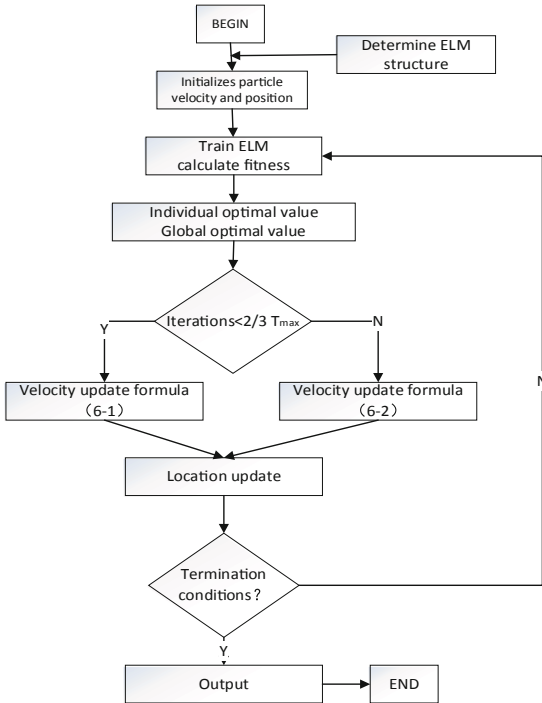 BEGIN
Determine ELM
structure
Initializes particle
velocity and position
Train ELM
calculate fitness
Individual optimal value
Global optimal value
Iterations<2/3 Tmax
Y
N
Velocity update formula
（6-1）
Velocity update formula
（6-2）
N
Location update
Termination
conditions？
Y
Output
END